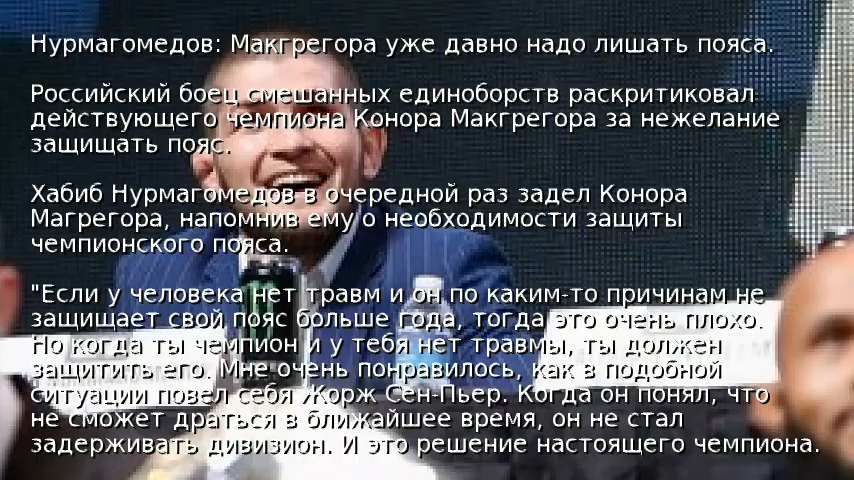 Нурмагомедов: Макгрегора уже давно надо лишать пояса.
Российский боец смешанных единоборств раскритиковал
действующего чемпиона Конора Макгрегора за нежелание
защищать пояс.
Хабиб Нурмагомедов в очередной раз задел Конора
Магрегора, напомнив ему о необходимости защиты
чемпионского пояса.
"Если у человека нет травм и он по каким-то причинам не
защищает свой пояс больше года, тогда это очень плохо.
Но когда ты чемпион и у тебя нет травмы, ты должен
защитить его. Мне очень понравилось, как в подобной
ситуации повел себя Жорж Сен-Пьер. Когда он понял, что
не сможет драться в ближайшее время, он не стал
задерживать дивизион. И это решение настоящего чемпиона.